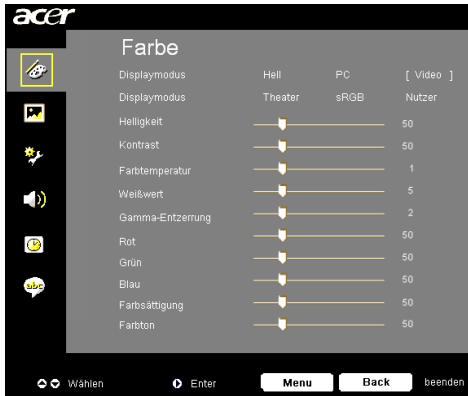 acer
Farbe
Displaymodus Hell PC [ Video ]
Displaymodus Theater sRGB Nutzer
Helligkeit 50
Kontrast 50
Farbtemperatur 1
Weißwert 5
Gamma-Entzerrung 2
Rot 50
Grün 50
Blau 50
Farbsättigung 50
Farbton 50
abc
Wählen Enter Menu Back beenden